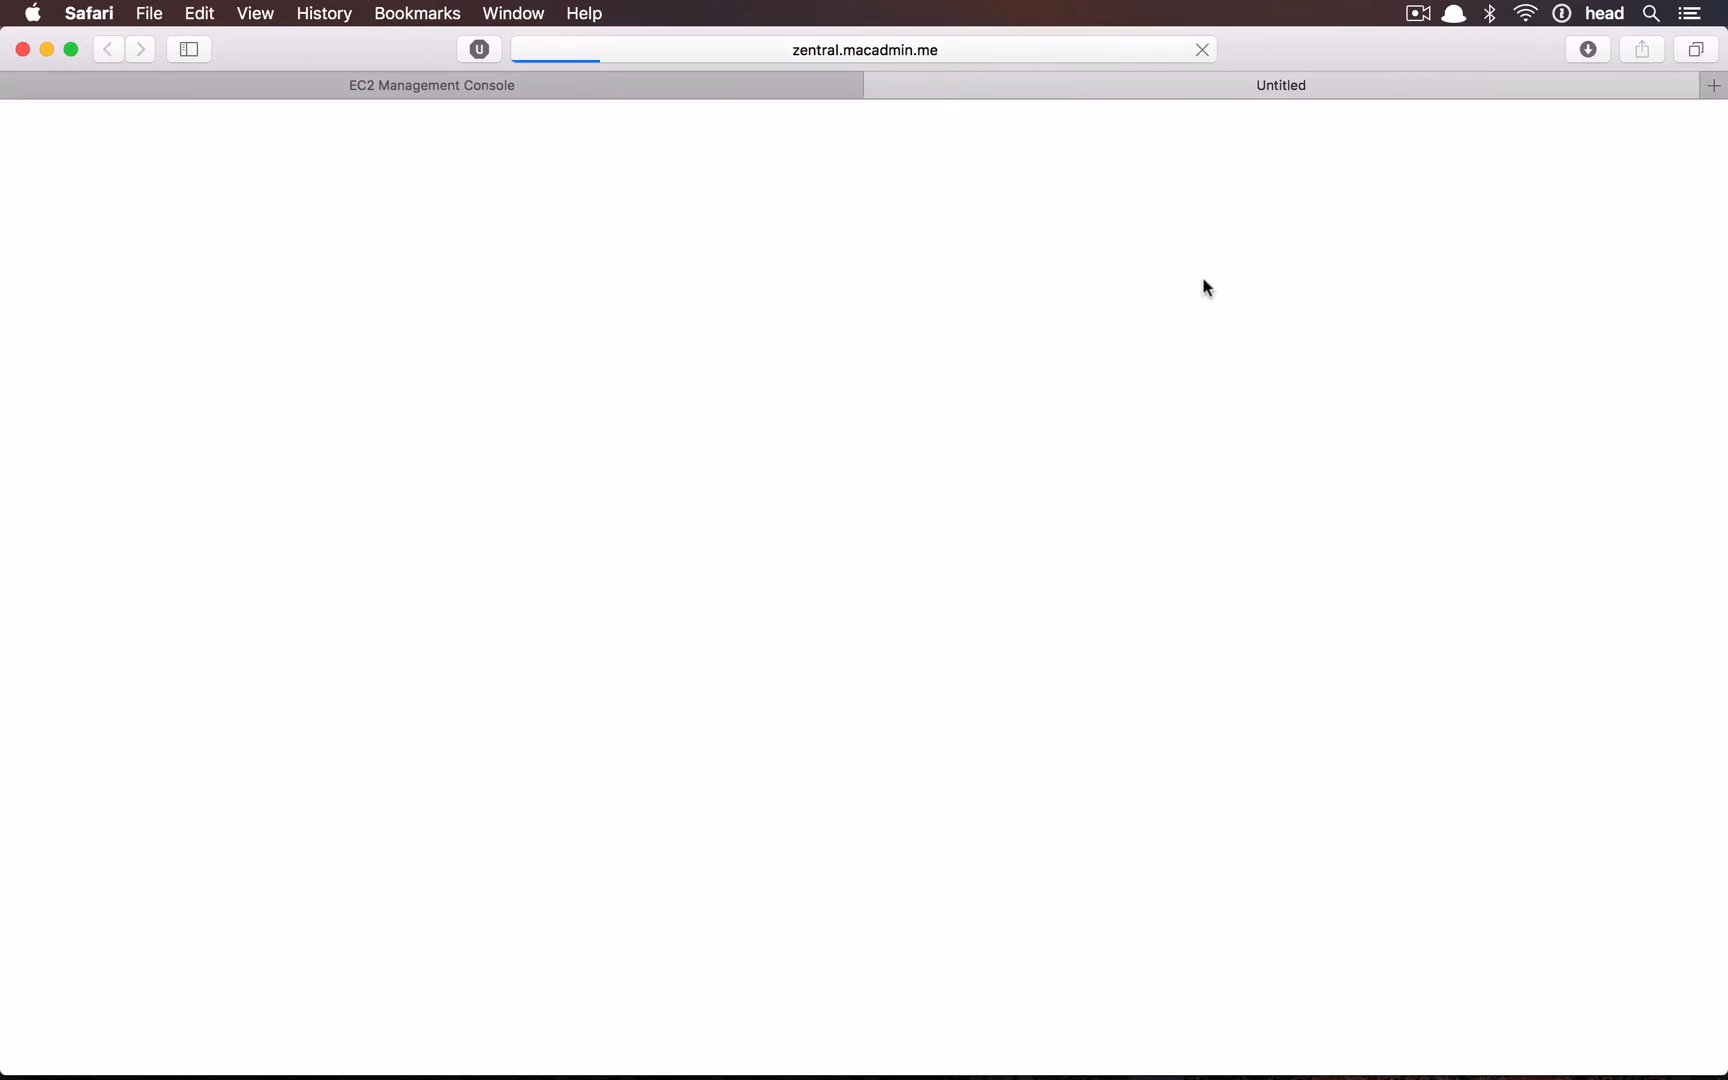 Safari File Edit View History Bookmarks Window Help head
U zentral.macadmin.me
EC2 Management Console Untitled